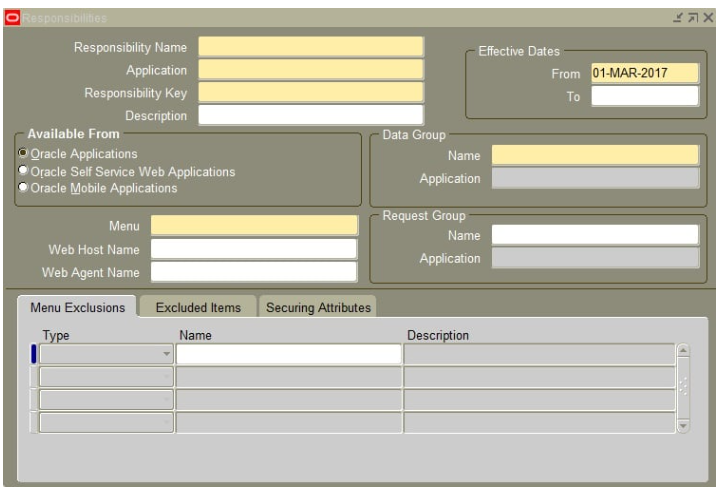 Responsibilities
Responsibility Name
Application
Responsibility Key
Description
Effective Dates
From 01-MAR-2017
To
Available From
Oracle Applications
Oracle Self Service Web Applications
Oracle Mobile Applications
Data Group
Name
Application
Menu
Web Host Name
Web Agent Name
Request Group
Name
Application
Menu Exclusions Excluded Items Securing Attributes
Type Name Description